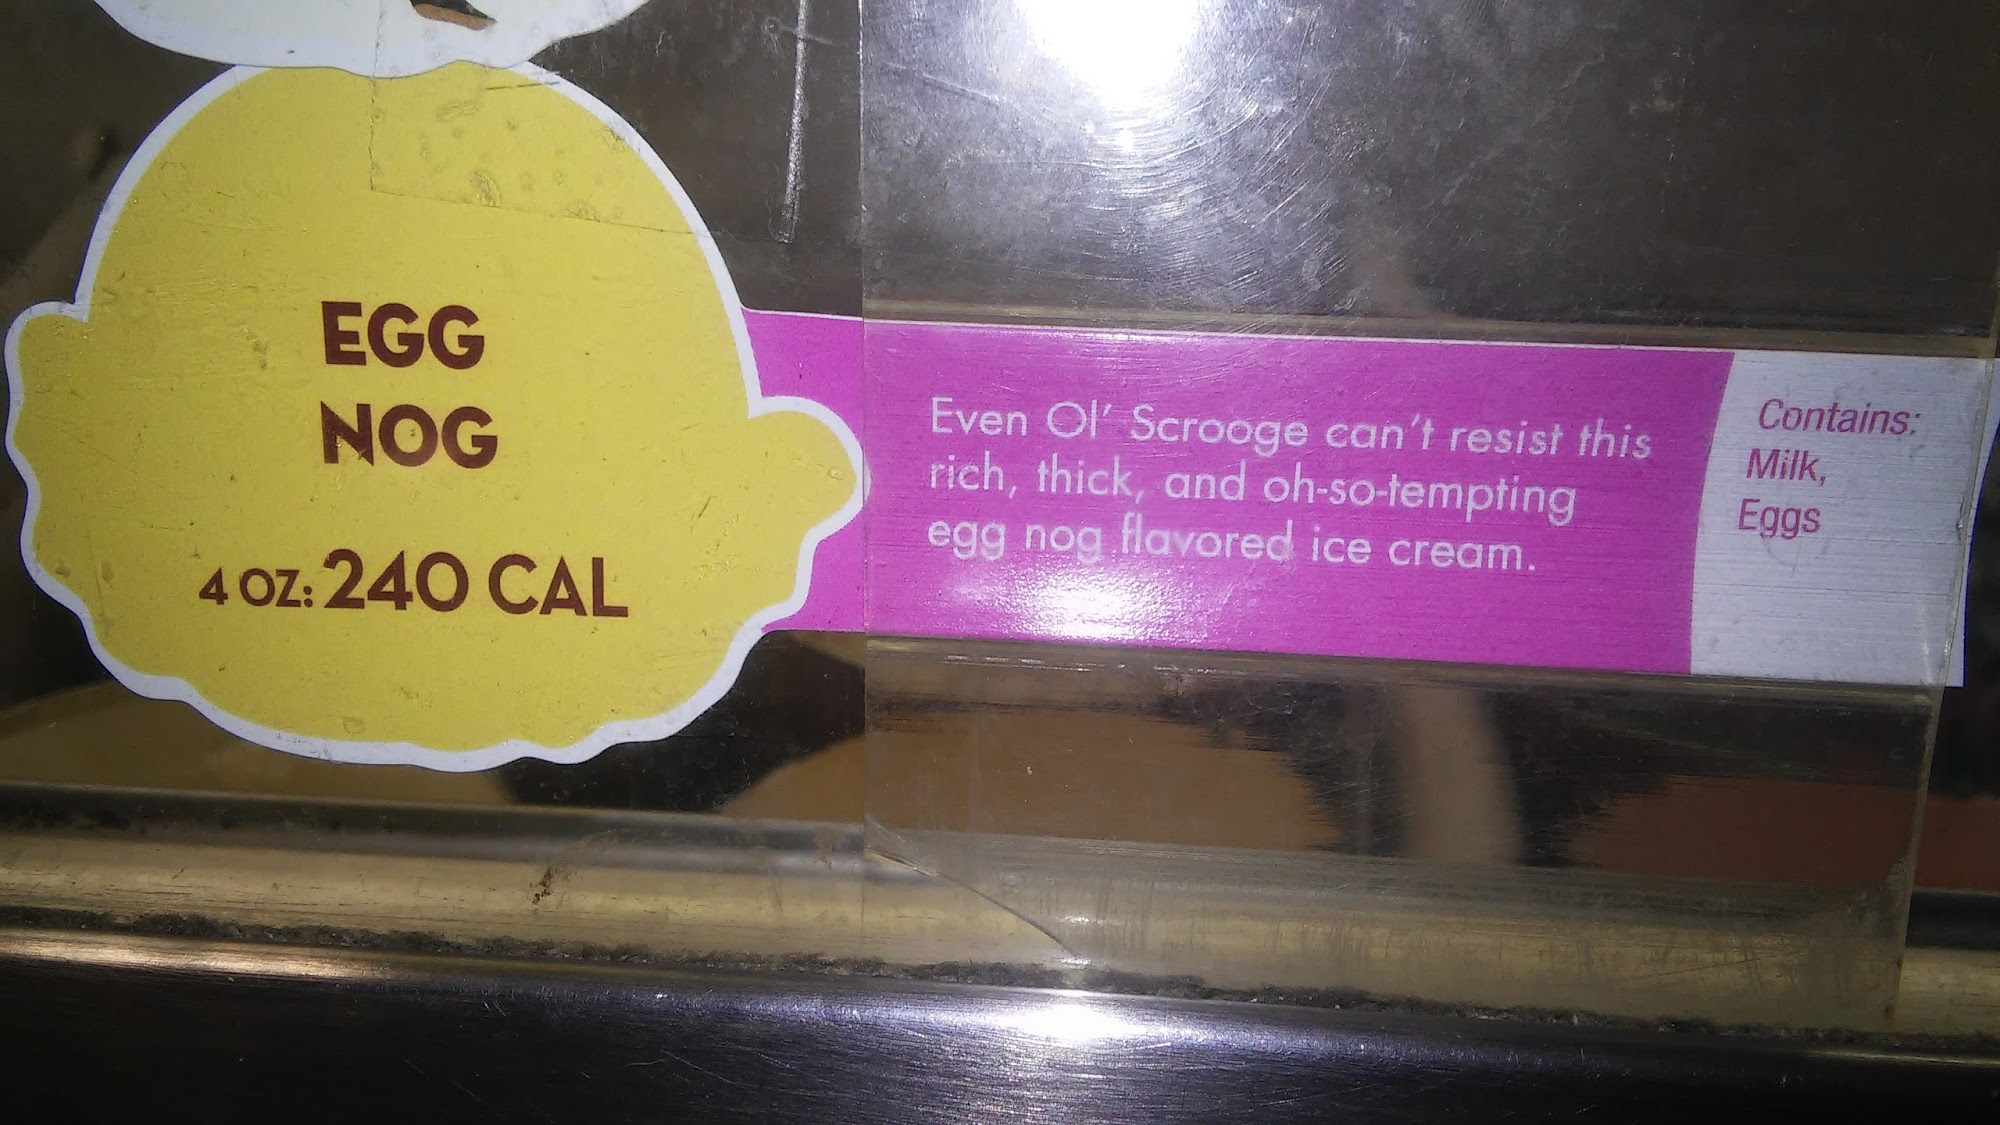 EGG
NOG
4 OZ: 240 CAL
Even Ol' Scrooge can't resist this
rich, thick, and oh-so-tempting
egg nog flavored ice cream.
Contains:
Milk,
Eggs